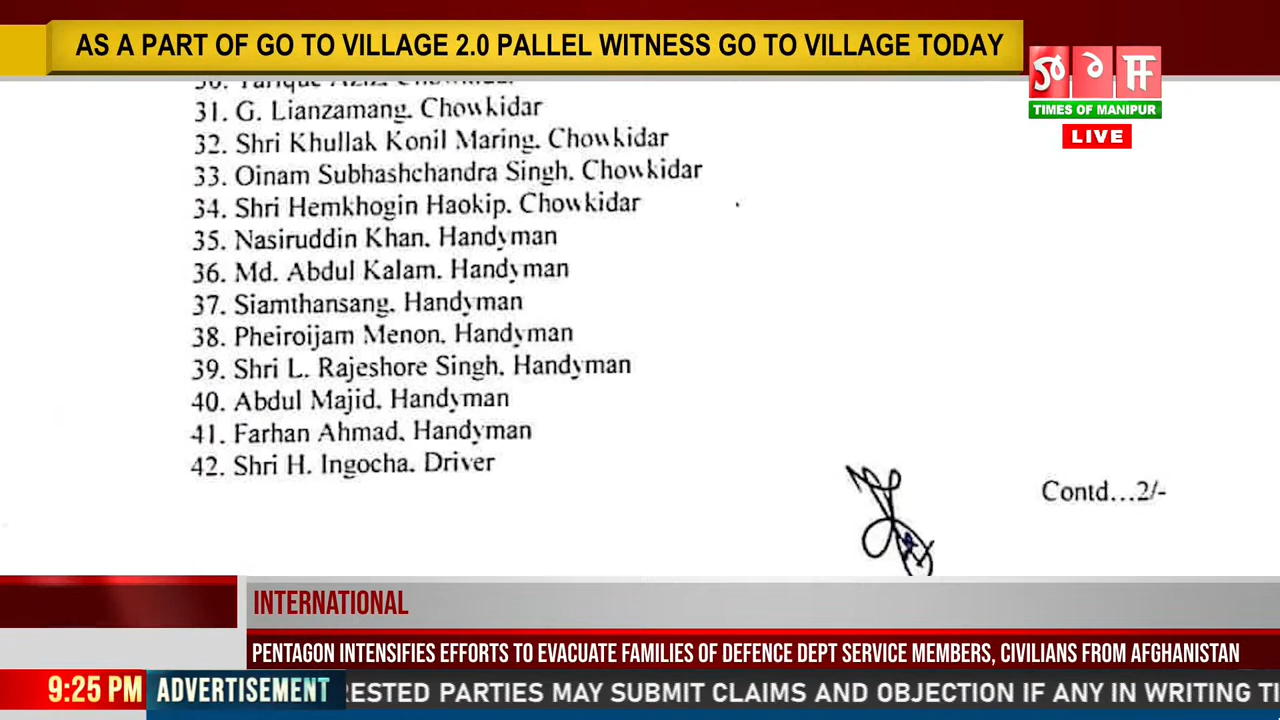 AS A PART OF GO TO VILLAGE 2.0 PALLEL WITNESS GO TO VILLAGE TODAY
TIMES OF MANIPUR
LIVE
31. G. Lianzamang, Chowkidar
32. Shri Khullak Konil Maring, Chowkidar
33. Oinam Subhashchandra Singh, Chowkidar
34. Shri Hemkhogin Haokip, Chowkidar
35. Nasiruddin Khan, Handyman
36. Md. Abdul Kalam, Handyman
37. Siamthansang, Handyman
38. Pheiroijam Menon, Handyman
39. Shri L. Rajeshore Singh, Handyman
40. Abdul Majid, Handyman
41. Farhan Ahmad, Handyman
42. Shri H. Ingocha, Driver
Contd...2/-
INTERNATIONAL
PENTAGON INTENSIFIES EFFORTS TO EVACUATE FAMILIES OF DEFENCE DEPT SERVICE MEMBERS, CIVILIANS FROM AFGHANISTAN
9:25 PM ADVERTISEMENT RESTED PARTIES MAY SUBMIT CLAIMS AND OBJECTION IF ANY IN WRITING TI